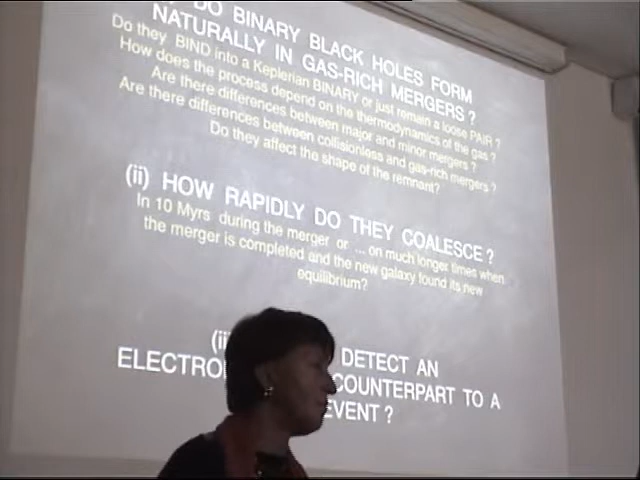 DO BINARY BLACK HOLES FORM
NATURALLY IN GAS-RICH MERGERS ?
Do they BIND into a Keplerian BINARY or just remain a loose PAIR ?
How does the process depend on the thermodynamics of the gas ?
Are there differences between major and minor mergers ?
Are there differences between collisionless and gas-rich mergers ?
Do they affect the shape of the remnant?
(ii) HOW RAPIDLY DO THEY COALESCE ?
In 10 Myrs during the merger or ... on much longer times when
the merger is completed and the new galaxy found its new
equilibrium?
DETECT AN
COUNTERPART TO A
EVENT ?